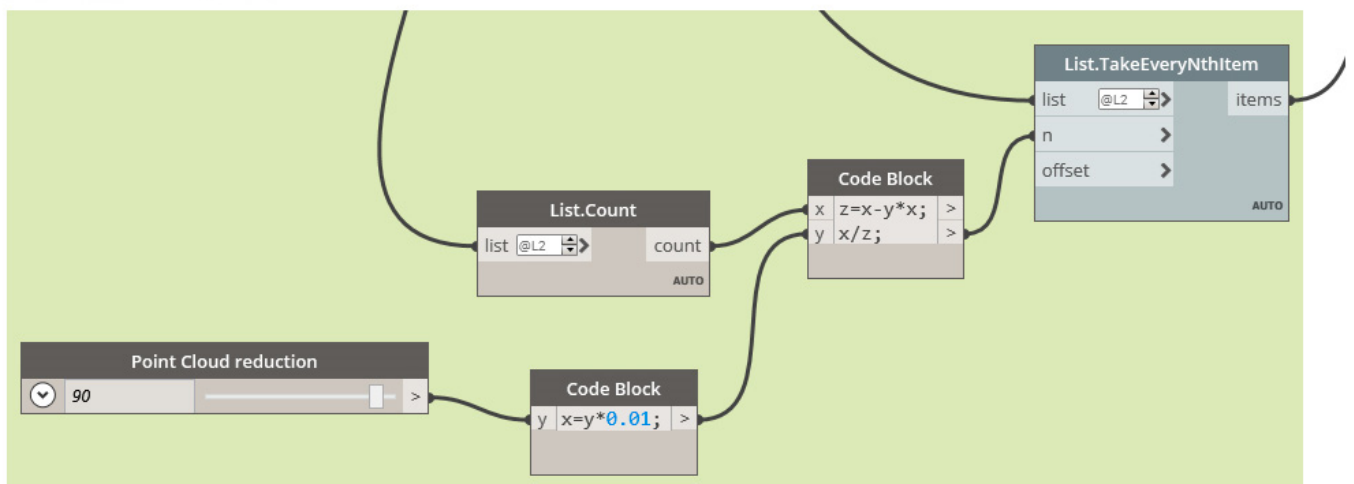 List.TakeEveryNthItem
list @L2 > items
n >
offset >
AUTO
Code Block
x z=x-y*x; >
y x/z; >
List.Count
list @L2 > count
AUTO
Point Cloud reduction
90 >
Code Block
y x=y*0.01; >